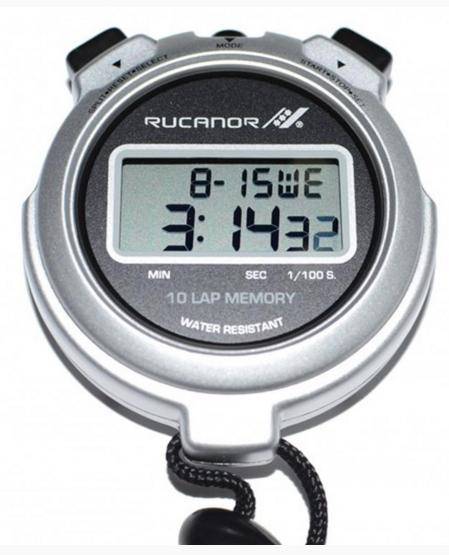 MODE
SPLIT•RESET•SELECT
START•STOP•SET
RUCANOR ®
8-15WE
3:1432
MIN SEC 1/100 S.
10 LAP MEMORY
WATER RESISTANT